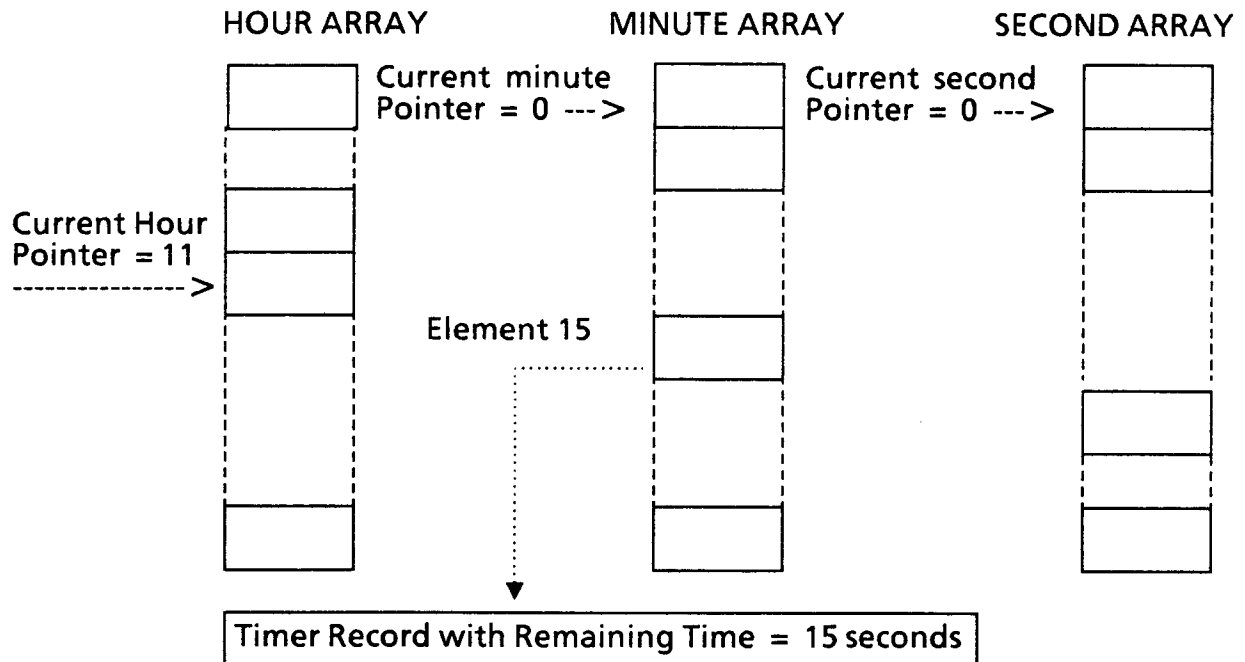 HOUR ARRAY MINUTE ARRAY SECOND ARRAY
Current minute
Pointer = 0 --->
Current second
Pointer = 0 --->
Current Hour
Pointer = 11
---------------->
Element 15
Timer Record with Remaining Time = 15 seconds